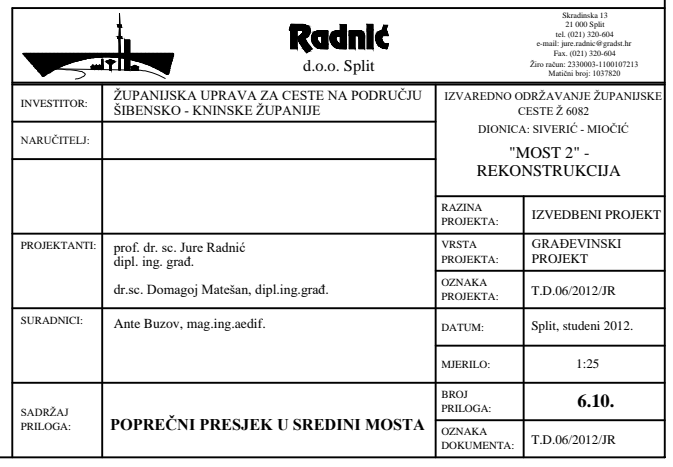 Radnić
d.o.o. Split
Skradinska 13
21 000 Split
tel. (021) 320-604
e-mail: jure.radnic@gradst.hr
Fax. (021) 320-604
Žiro račun: 2330003-1100107213
Matični broj: 1037820
INVESTITOR:
ŽUPANIJSKA UPRAVA ZA CESTE NA PODRUČJU
ŠIBENSKO - KNINSKE ŽUPANIJE
NARUČITELJ:
IZVAREDNO ODRŽAVANJE ŽUPANIJSKE
CESTE Ž 6082
DIONICA: SIVERIĆ - MIOČIĆ
"MOST 2" -
REKONSTRUKCIJA
RAZINA
PROJEKTA:
IZVEDBENI PROJEKT
PROJEKTANTI:
prof. dr. sc. Jure Radnić
dipl. ing. građ.
dr.sc. Domagoj Matešan, dipl.ing.građ.
VRSTA
PROJEKTA:
GRAĐEVINSKI
PROJEKT
OZNAKA
PROJEKTA:
T.D.06/2012/JR
SURADNICI:
Ante Buzov, mag.ing.aedif.
DATUM:
Split, studeni 2012.
MJERILO:
1:25
SADRŽAJ
PRILOGA:
POPREČNI PRESJEK U SREDINI MOSTA
BROJ
PRILOGA:
6.10.
OZNAKA
DOKUMENTA:
T.D.06/2012/JR